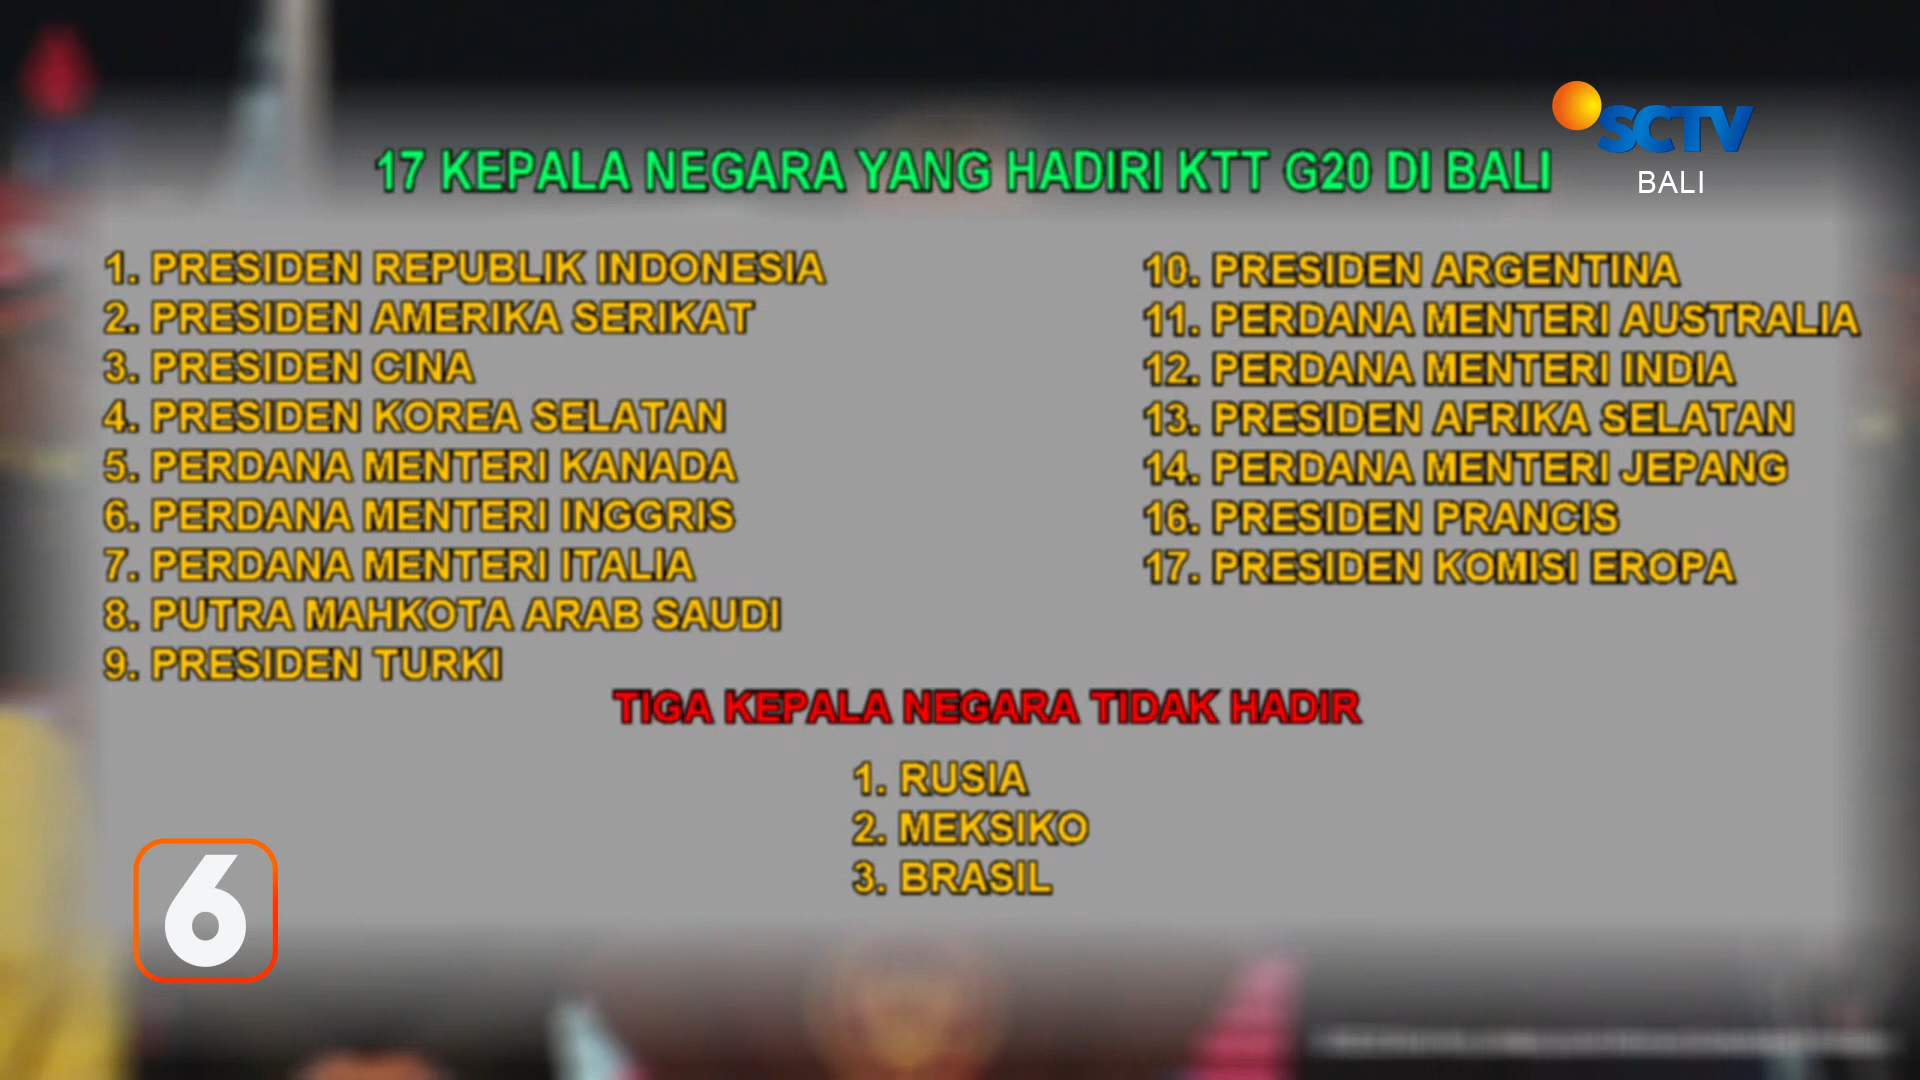 SCTV
BALI
17 KEPALA NEGARA YANG HADIRI KTT G20 DI BALI
1. PRESIDEN REPUBLIK INDONESIA
2. PRESIDEN AMERIKA SERIKAT
3. PRESIDEN CINA
4. PRESIDEN KOREA SELATAN
5. PERDANA MENTERI KANADA
6. PERDANA MENTERI INGGRIS
7. PERDANA MENTERI ITALIA
8. PUTRA MAHKOTA ARAB SAUDI
9. PRESIDEN TURKI
10. PRESIDEN ARGENTINA
11. PERDANA MENTERI AUSTRALIA
12. PERDANA MENTERI INDIA
13. PRESIDEN AFRIKA SELATAN
14. PERDANA MENTERI JEPANG
16. PRESIDEN PRANCIS
17. PRESIDEN KOMISI EROPA
TIGA KEPALA NEGARA TIDAK HADIR
1. RUSIA
2. MEKSIKO
3. BRASIL
6